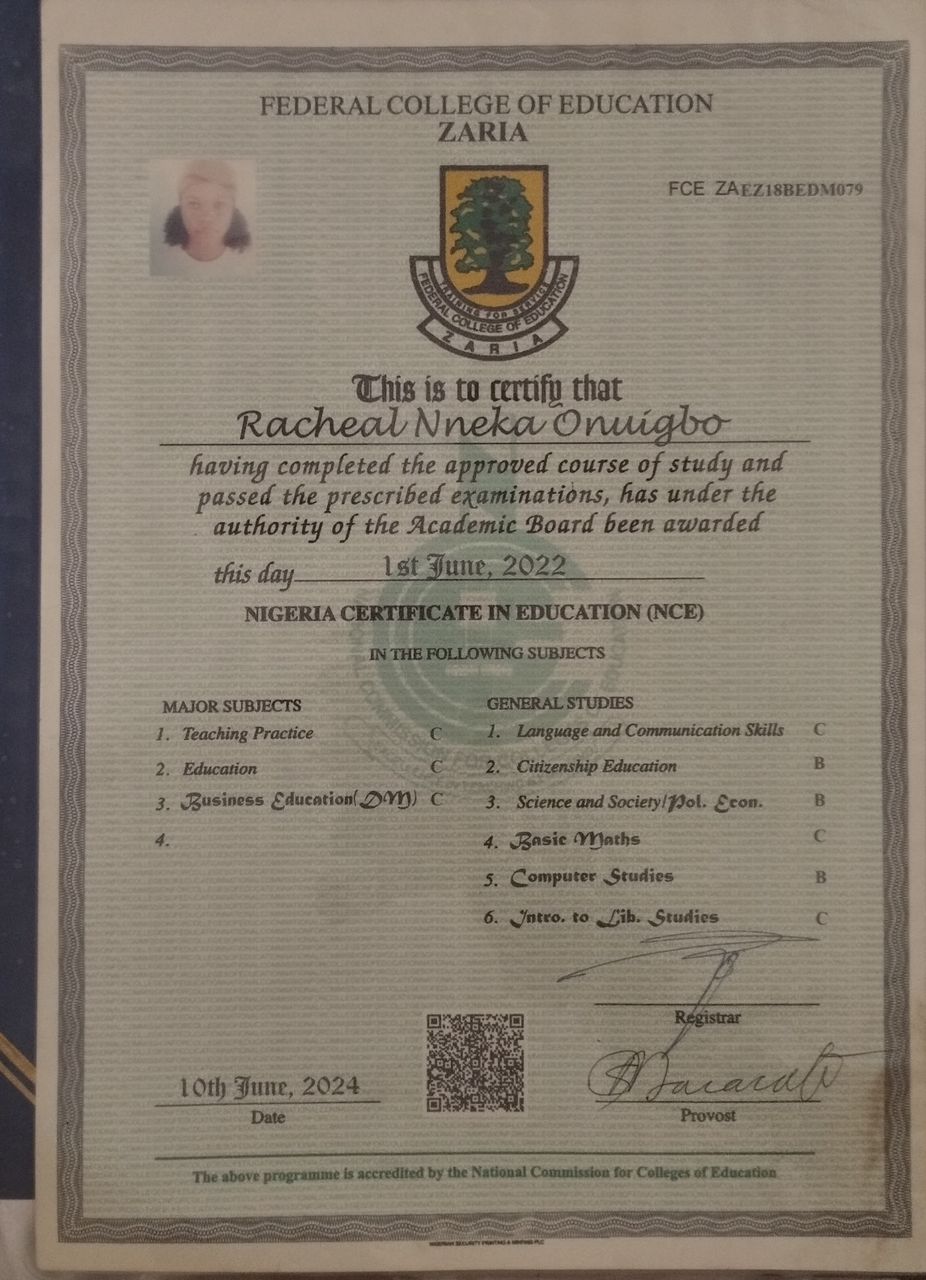 FEDERAL COLLEGE OF EDUCATION
ZARIA
FCE ZAEZ18BEDM079
TRAINING FOR SERVICE
FEDERAL COLLEGE OF EDUCATION
ZARIA
This is to certify that
Racheal Nneka Onuigbo
having completed the approved course of study and
passed the prescribed examinations, has under the
authority of the Academic Board been awarded
this day 1st June, 2022
NIGERIA CERTIFICATE IN EDUCATION (NCE)
IN THE FOLLOWING SUBJECTS
MAJOR SUBJECTS
1. Teaching Practice C
2. Education C
3. Business Education(DM) C
4.
GENERAL STUDIES
1. Language and Communication Skills C
2. Citizenship Education B
3. Science and Society/Pol. Econ. B
4. Basic Maths C
5. Computer Studies B
6. Intro. to Lib. Studies C
Registrar
10th June, 2024
Date
Provost
The above programme is accredited by the National Commission for Colleges of Education
NIGERIAN SECURITY PRINTING & MINTING PLC